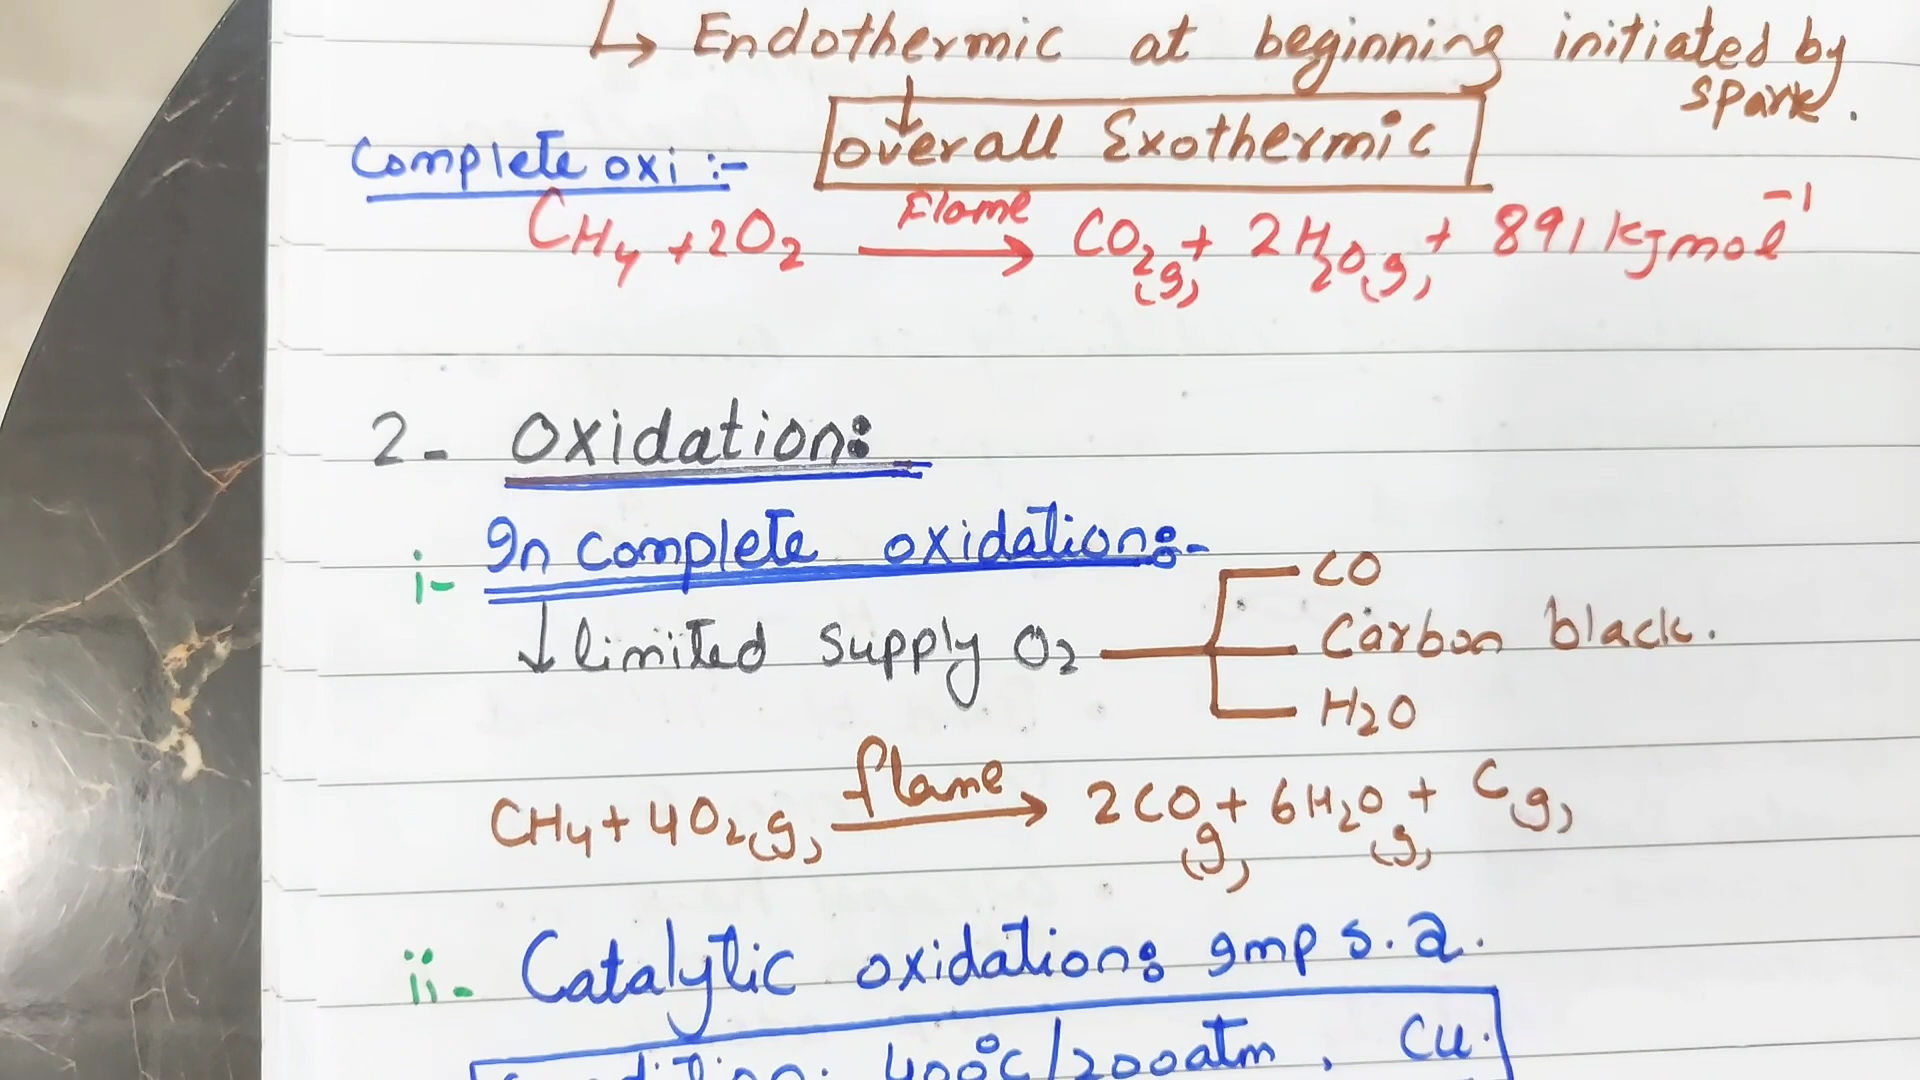 ↳ Endothermic at beginning initiated by
spark.
↓
overall Exothermic
Complete oxi :-
CH4 + 2O2 Flame → CO2(g) + 2H2O(g) + 891 kJmol-1
2- Oxidation:
i- In complete oxidation:-
↓ limited supply O2
CO
Carbon black.
H2O
CH4 + 4O2(g) flame → 2CO(g) + 6H2O(g) + C(g)
ii- Catalytic oxidation: Imp s.a.
400°C/200atm , Cu.